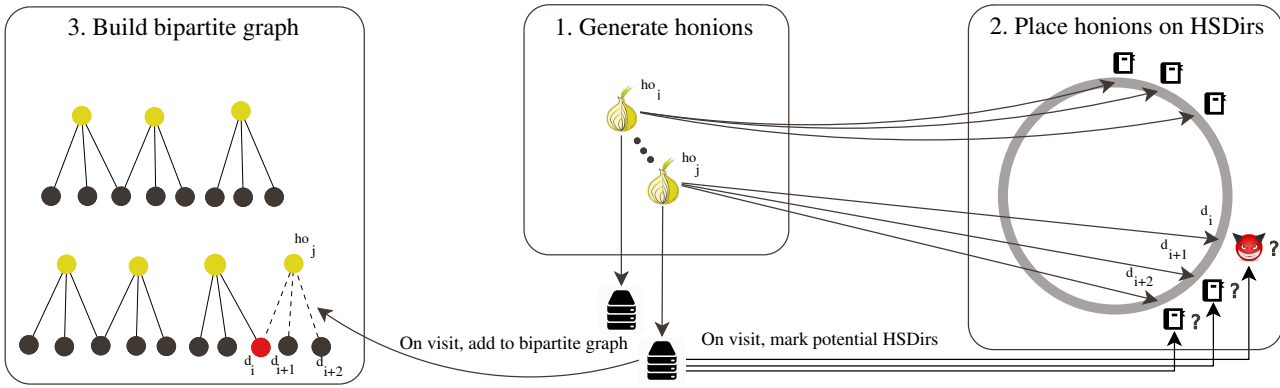 3. Build bipartite graph
1. Generate honions
2. Place honions on HSDirs
ho i
ho j
d i
d i+1
d i+2
?
?
?
ho j
d i
d i+1
d i+2
On visit, add to bipartite graph
On visit, mark potential HSDirs